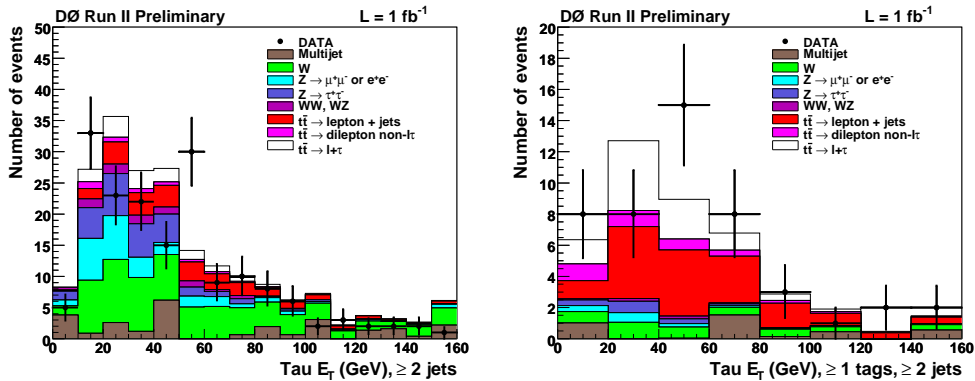 DØ Run II Preliminary
L = 1 fb⁻¹
Number of events
50
45
40
35
30
25
20
15
10
5
0
DATA
Multijet
W
Z → μ⁺μ⁻ or e⁺e⁻
Z → τ⁺τ⁻
WW, WZ
tt̄ → lepton + jets
tt̄ → dilepton non-lτ
tt̄ → l+τ
0 20 40 60 80 100 120 140 160
Tau E_T (GeV), ≥ 2 jets
DØ Run II Preliminary
L = 1 fb⁻¹
Number of events
20
18
16
14
12
10
8
6
4
2
0
DATA
Multijet
W
Z → μ⁺μ⁻ or e⁺e⁻
Z → τ⁺τ⁻
WW, WZ
tt̄ → lepton + jets
tt̄ → dilepton non-lτ
tt̄ → l+τ
0 20 40 60 80 100 120 140 160
Tau E_T (GeV), ≥ 1 tags, ≥ 2 jets